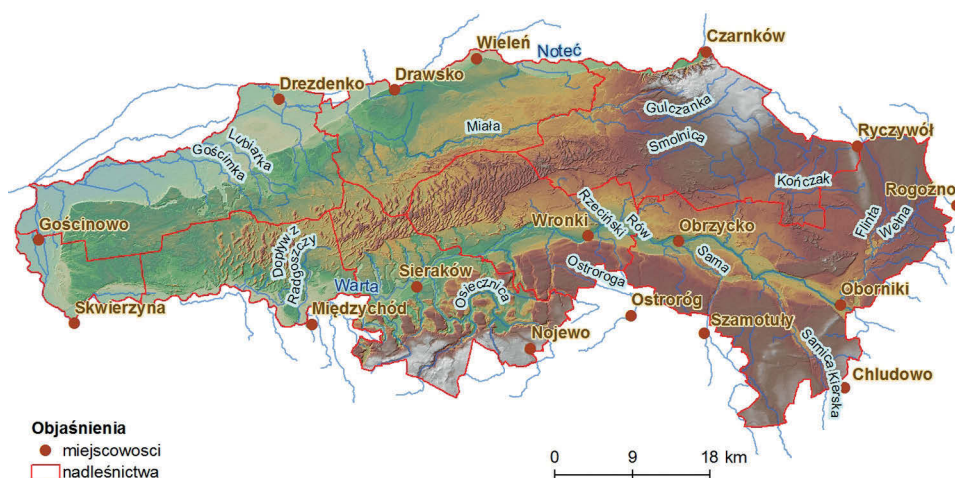 Czarnków
Wieleń
Noteć
Drawsko
Drezdenko
Gulczanka
Miała
Smolnica
Ryczywół
Lubiatka
Gościmka
Kończak
Rogoźno
Flinta
Wełna
Gościnowo
Wronki
Rzeciński
Rów
Obrzycko
Sama
Dopływ z
Radgoszczy
Warta
Sieraków
Osiecznica
Ostroroga
Oborniki
Skwierzyna
Międzychód
Ostroróg
Szamotuły
Nojewo
Samica Kierska
Chludowo
Objaśnienia
miejscowosci
nadleśnictwa
0 9 18 km